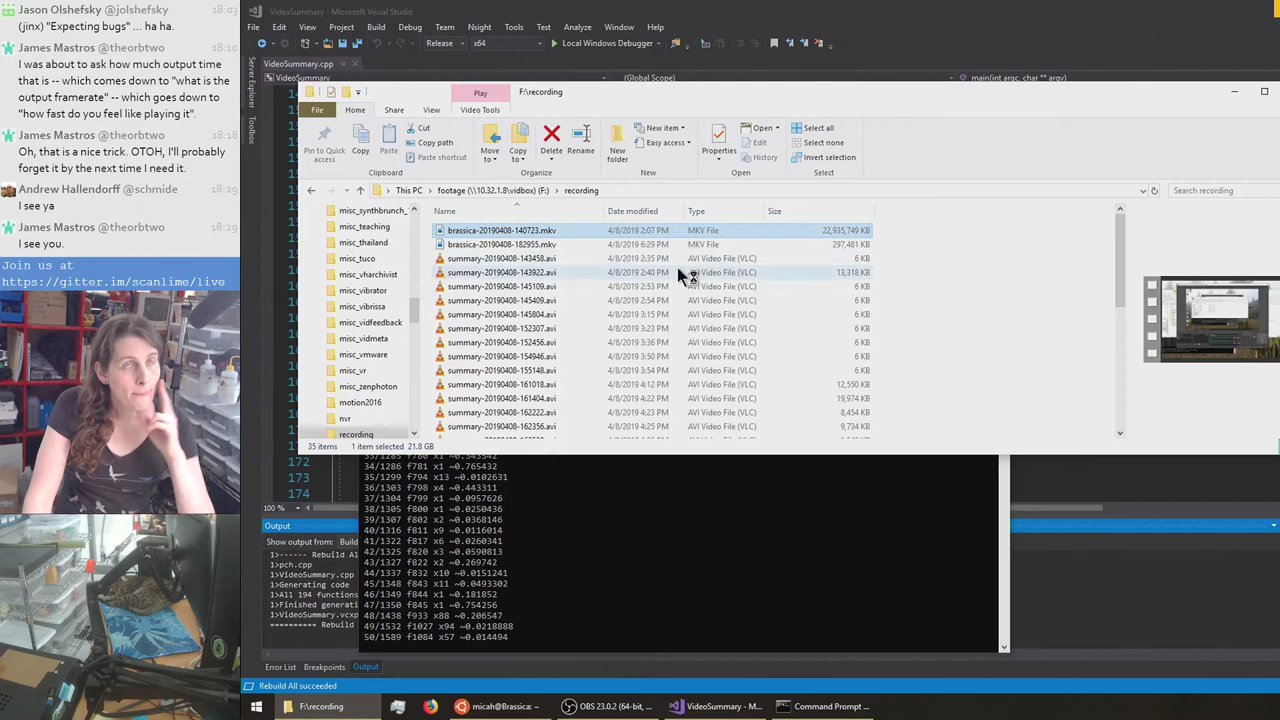 Jason Olshefsky @jolshefsky 18:03
(jinx) "Expecting bugs" ... ha ha.
James Mastros @theorbtwo 18:10
I was about to ask how much output time
that is -- which comes down to "what is the
output framerate" -- which goes down to
"how fast do you feel like playing it".
James Mastros @theorbtwo 18:18
Oh, that is a nice trick. OTOH, I'll probably
forget it by the next time I need it.
Andrew Hallendorff @schmide 18:29
I see ya
James Mastros @theorbtwo 18:29
I see you.
Join us at
https://gitter.im/scanlime/live
VideoSummary - Microsoft Visual Studio
File Edit View Project Build Debug Team Nsight Tools Test Analyze Window Help
Release x64 Local Windows Debugger
VideoSummary.cpp
VideoSummary (Global Scope) main(int argc, char ** argv)
Server Explorer
Toolbox
Play F:\recording
File Home Share View Video Tools
Pin to Quick access
Copy
Paste
Cut
Copy path
Paste shortcut
Clipboard
Move to
Copy to
Delete
Rename
Organize
New folder
New item
Easy access
New
Properties
Open
Edit
History
Open
Select all
Select none
Invert selection
Select
This PC footage (\\10.32.1.8\vidbox) (F:) recording
Search recording
misc_synthbrunch_
misc_teaching
misc_thailand
misc_tuco
misc_vharchivist
misc_vibrator
misc_vibrissa
misc_vidfeedback
misc_vidmeta
misc_vmware
misc_vr
misc_zenphoton
motion2016
nvr
recording
Name Date modified Type Size
brassica-20190408-140723.mkv 4/8/2019 2:07 PM MKV File 22,935,749 KB
brassica-20190408-182955.mkv 4/8/2019 6:29 PM MKV File 297,481 KB
summary-20190408-143458.avi 4/8/2019 2:35 PM AVI Video File (VLC) 6 KB
summary-20190408-143922.avi 4/8/2019 2:40 PM AVI Video File (VLC) 13,318 KB
summary-20190408-145109.avi 4/8/2019 2:53 PM AVI Video File (VLC) 6 KB
summary-20190408-145409.avi 4/8/2019 2:54 PM AVI Video File (VLC) 6 KB
summary-20190408-145804.avi 4/8/2019 3:15 PM AVI Video File (VLC) 6 KB
summary-20190408-152307.avi 4/8/2019 3:23 PM AVI Video File (VLC) 6 KB
summary-20190408-152456.avi 4/8/2019 3:36 PM AVI Video File (VLC) 6 KB
summary-20190408-154946.avi 4/8/2019 3:50 PM AVI Video File (VLC) 6 KB
summary-20190408-155148.avi 4/8/2019 3:54 PM AVI Video File (VLC) 6 KB
summary-20190408-161018.avi 4/8/2019 4:12 PM AVI Video File (VLC) 12,550 KB
summary-20190408-161404.avi 4/8/2019 4:22 PM AVI Video File (VLC) 19,974 KB
summary-20190408-162222.avi 4/8/2019 4:23 PM AVI Video File (VLC) 8,454 KB
summary-20190408-162356.avi 4/8/2019 4:25 PM AVI Video File (VLC) 9,734 KB
35 items 1 item selected 21.8 GB
172
173
174
100 %
33/1285 f780 x1 ~0.343542
34/1286 f781 x1 ~0.765432
35/1299 f794 x13 ~0.0102631
36/1303 f798 x4 ~0.443311
37/1304 f799 x1 ~0.0957626
38/1305 f800 x1 ~0.0250436
39/1307 f802 x2 ~0.0368146
40/1316 f811 x9 ~0.0116014
41/1322 f817 x6 ~0.0260341
42/1325 f820 x3 ~0.0590813
43/1327 f822 x2 ~0.269742
44/1337 f832 x10 ~0.0151241
45/1348 f843 x11 ~0.0493302
46/1349 f844 x1 ~0.181852
47/1350 f845 x1 ~0.754256
48/1438 f933 x88 ~0.206547
49/1532 f1027 x94 ~0.0218888
50/1589 f1084 x57 ~0.014494
Output
Show output from: Build
1>------ Rebuild Al
1>pch.cpp
1>VideoSummary.cpp
1>Generating code
1>All 194 functions
1>Finished generati
1>VideoSummary.vcxp
========== Rebuild
Error List Breakpoints Output
Rebuild All succeeded
F:\recording micah@Brassica: ~ OBS 23.0.2 (64-bit, ... VideoSummary - M... Command Prompt ...